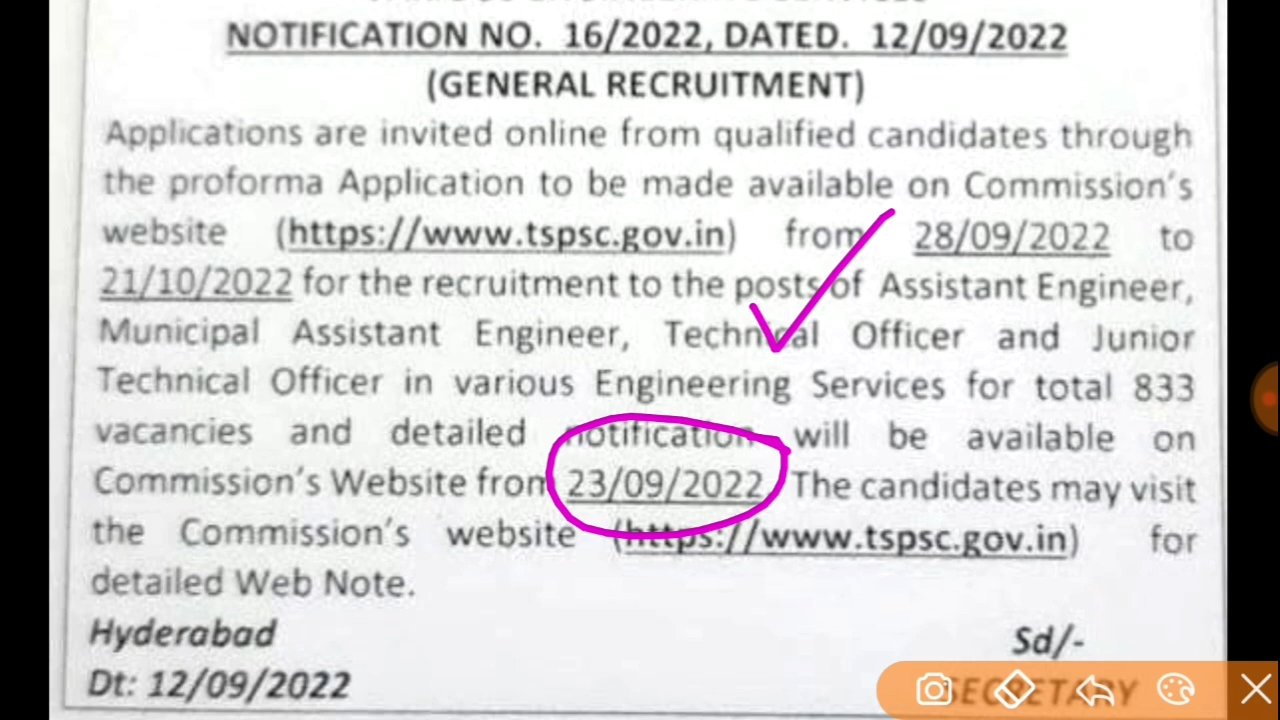 NOTIFICATION NO. 16/2022, DATED. 12/09/2022
(GENERAL RECRUITMENT)
Applications are invited online from qualified candidates through
the proforma Application to be made available on Commission's
website (https://www.tspsc.gov.in) from 28/09/2022 to
21/10/2022 for the recruitment to the posts of Assistant Engineer,
Municipal Assistant Engineer, Technical Officer and Junior
Technical Officer in various Engineering Services for total 833
vacancies and detailed notification will be available on
Commission's Website from 23/09/2022. The candidates may visit
the Commission's website (https://www.tspsc.gov.in) for
detailed Web Note.
Hyderabad Sd/-
Dt: 12/09/2022 SECRETARY